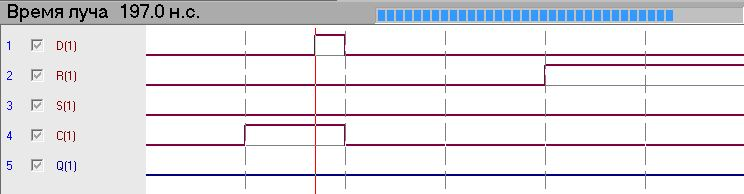 Время луча 197.0 н.с.
1 D(1)
2 R(1)
3 S(1)
4 C(1)
5 Q(1)